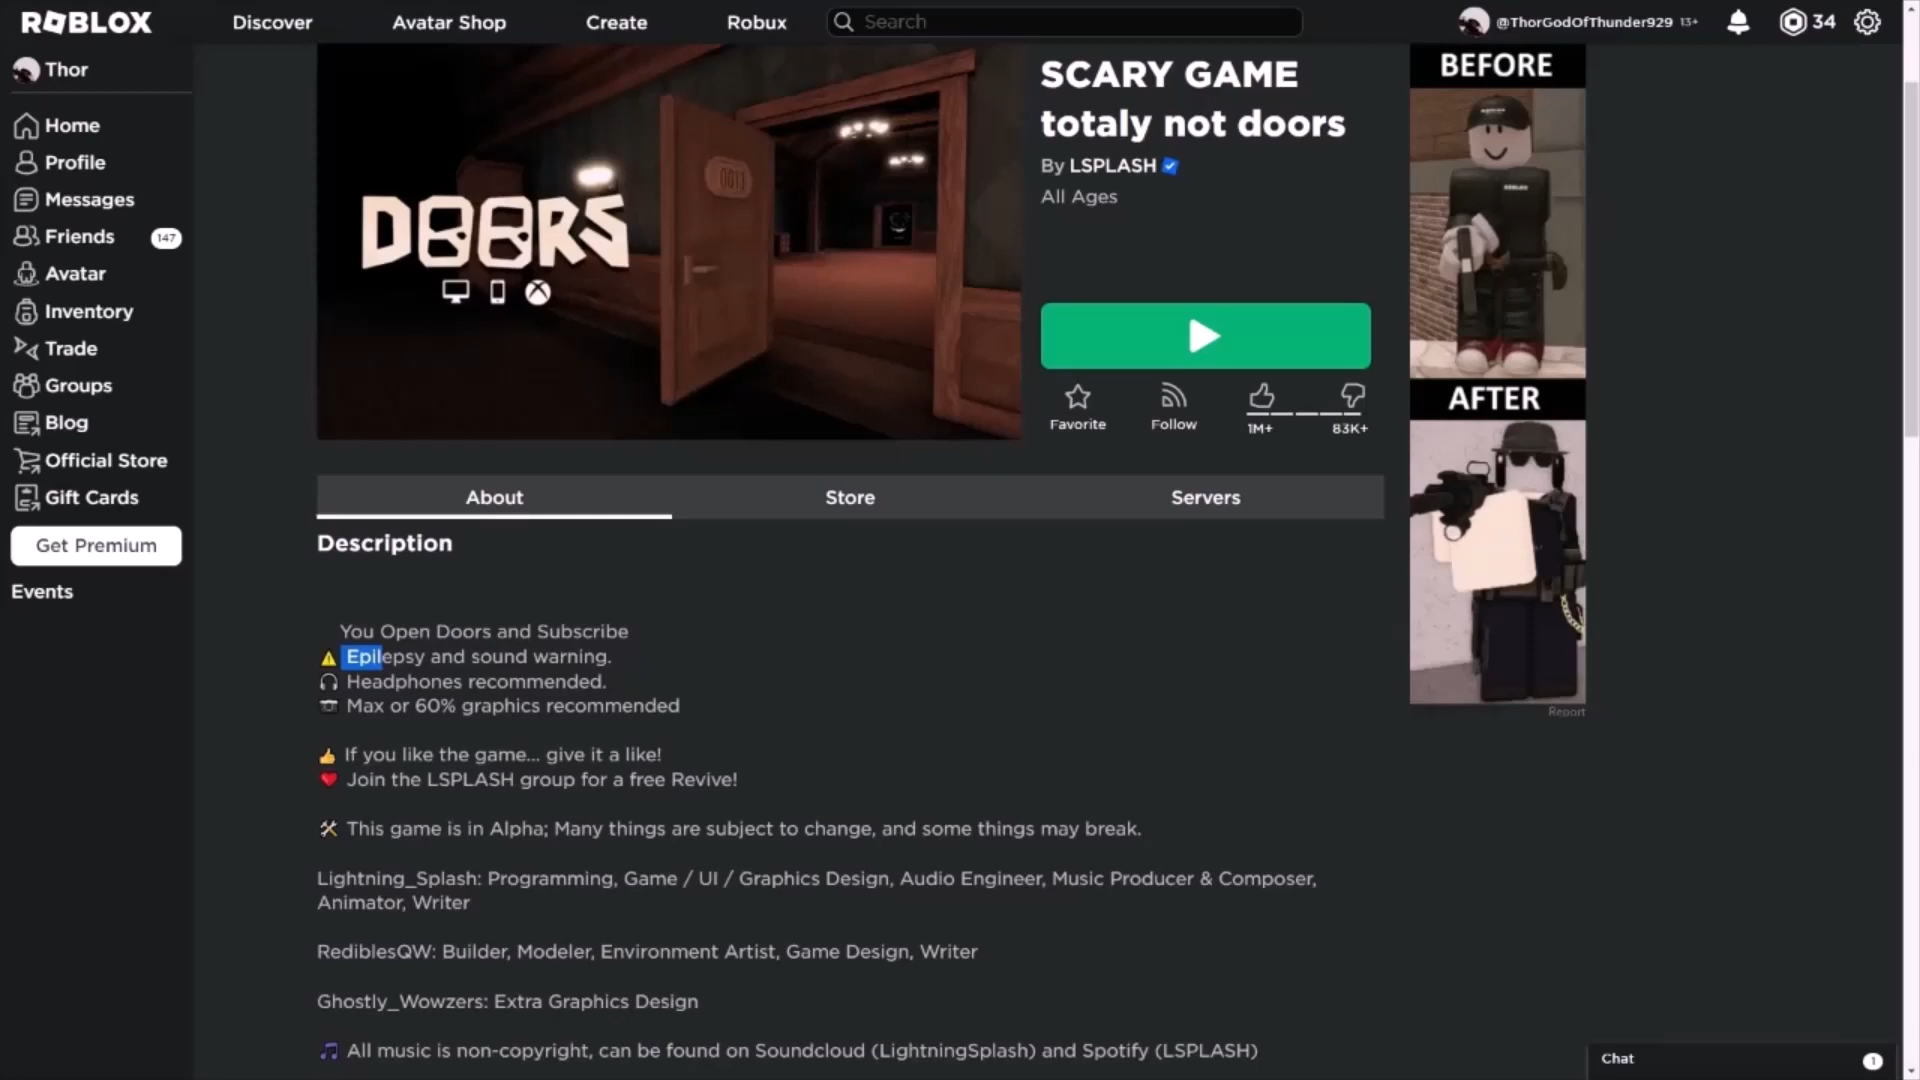 ROBLOX
Discover
Avatar Shop
Create
Robux
Search
@ThorGodOfThunder929 13+
34
Thor
Home
Profile
Messages
Friends
147
Avatar
Inventory
Trade
Groups
Blog
Official Store
Gift Cards
Get Premium
Events
DOORS
0011
SCARY GAME
totaly not doors
By LSPLASH
All Ages
Favorite
Follow
1M+
83K+
BEFORE
AFTER
Report
About
Store
Servers
Description
You Open Doors and Subscribe
⚠️ Epilepsy and sound warning.
🎧 Headphones recommended.
📷 Max or 60% graphics recommended
👍 If you like the game... give it a like!
❤️ Join the LSPLASH group for a free Revive!
🛠️ This game is in Alpha; Many things are subject to change, and some things may break.
Lightning_Splash: Programming, Game / UI / Graphics Design, Audio Engineer, Music Producer & Composer,
Animator, Writer
RediblesQW: Builder, Modeler, Environment Artist, Game Design, Writer
Ghostly_Wowzers: Extra Graphics Design
🎵 All music is non-copyright, can be found on Soundcloud (LightningSplash) and Spotify (LSPLASH)
Chat
1